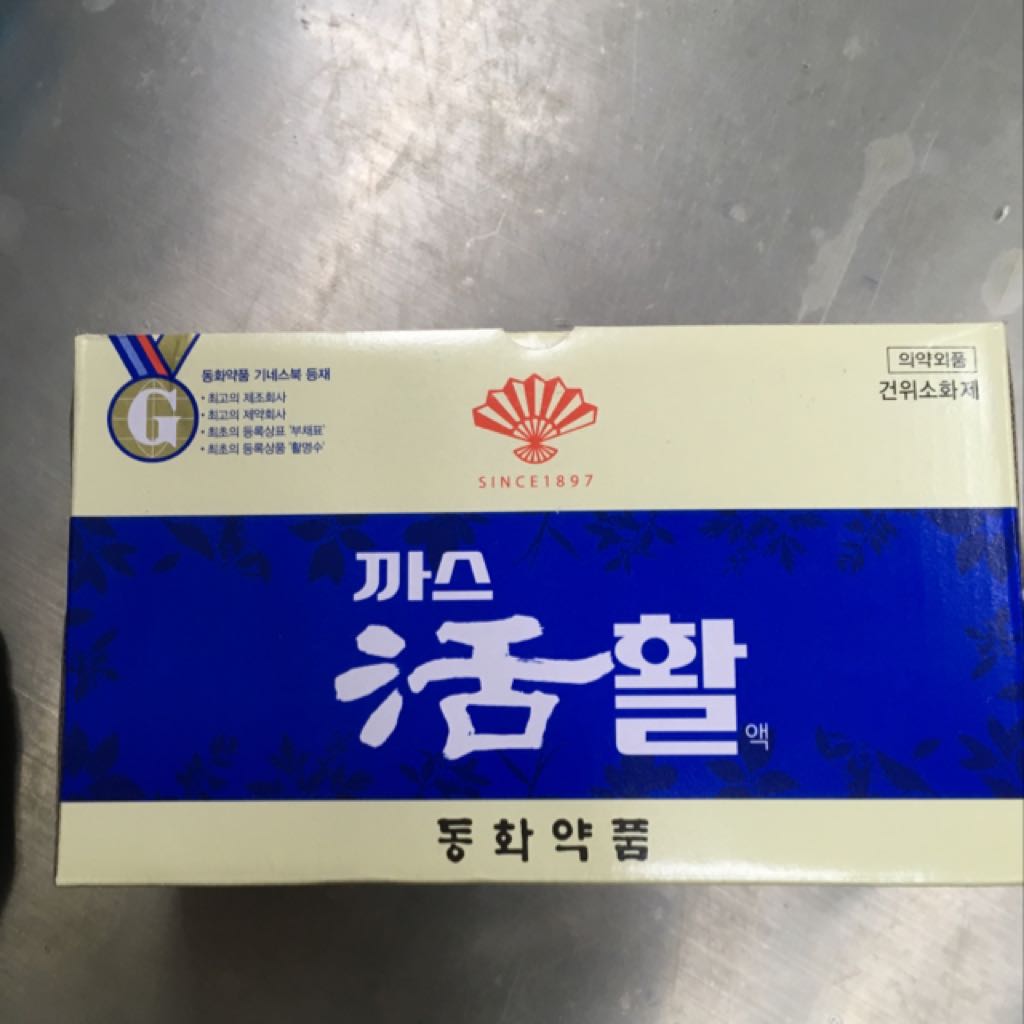 G
동화약품 기네스북 등재
• 최고의 제조회사
• 최고의 제약회사
• 최초의 등록상표 '부채표'
• 최초의 등록상품 '활명수'
SINCE1897
의약외품
건위소화제
까스
活활액
동화약품